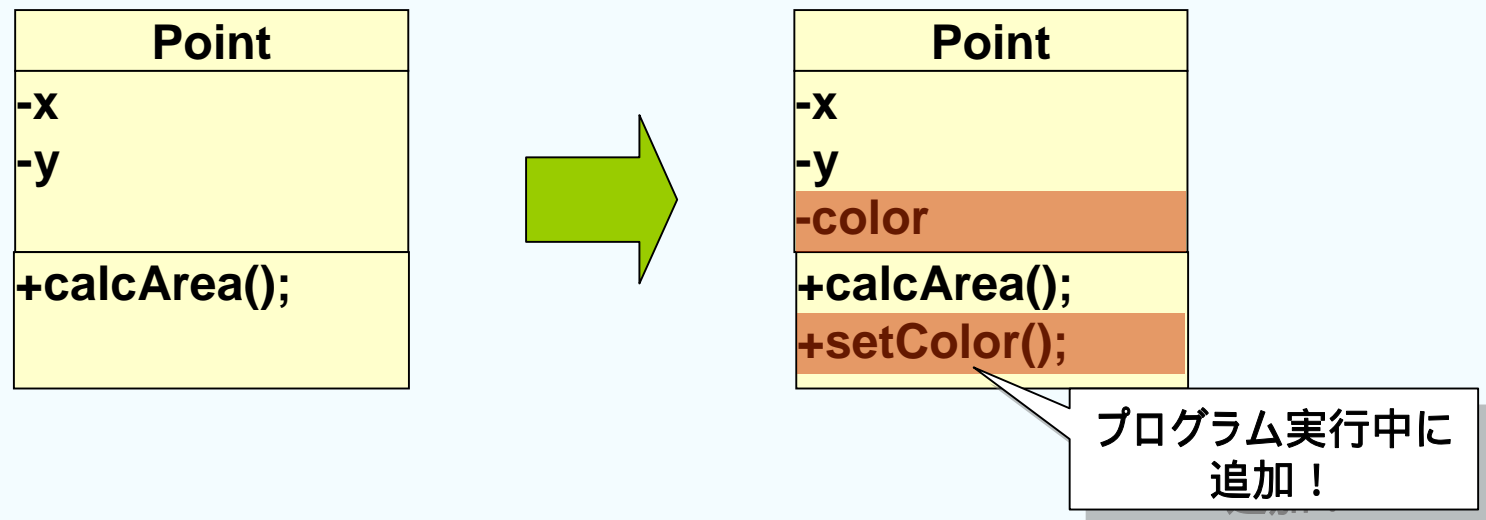 Point
-x
-y
+calcArea();
Point
-x
-y
-color
+calcArea();
+setColor();
プログラム実行中に
追加！